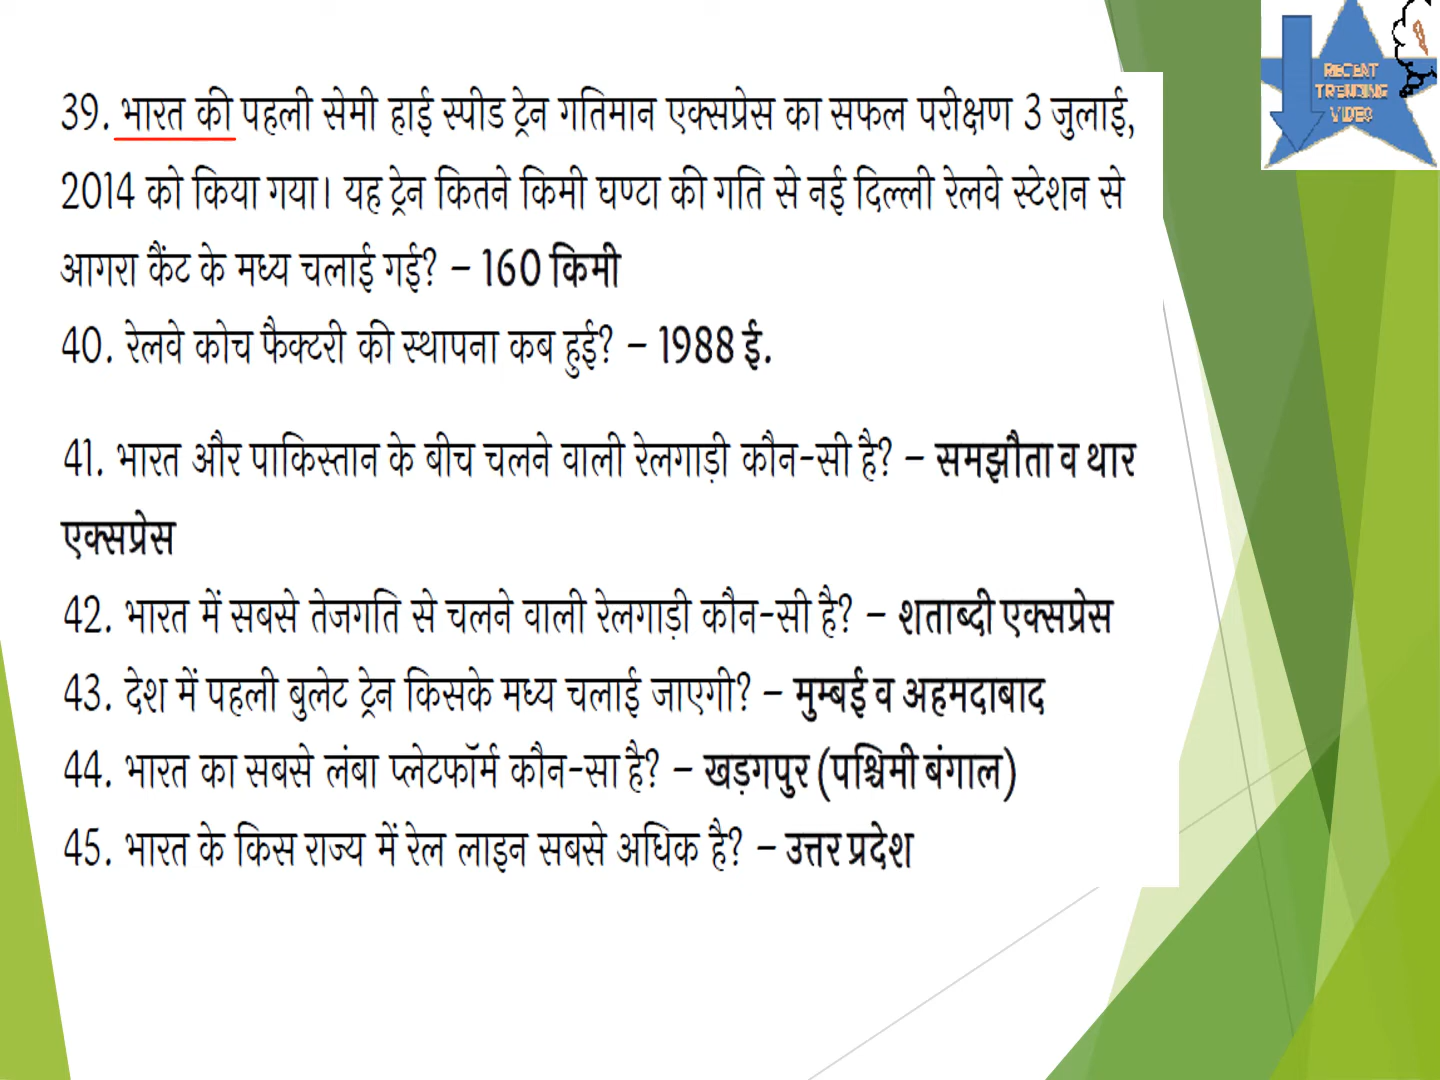 39. भारत की पहली सेमी हाई स्पीड ट्रेन गतिमान एक्सप्रेस का सफल परीक्षण 3 जुलाई,
2014 को किया गया। यह ट्रेन कितने किमी घण्टा की गति से नई दिल्ली रेलवे स्टेशन से
आगरा कैंट के मध्य चलाई गई? – 160 किमी
40. रेलवे कोच फैक्टरी की स्थापना कब हुई? – 1988 ई.
41. भारत और पाकिस्तान के बीच चलने वाली रेलगाड़ी कौन-सी है? – समझौता व थार
एक्सप्रेस
42. भारत में सबसे तेजगति से चलने वाली रेलगाड़ी कौन-सी है? – शताब्दी एक्सप्रेस
43. देश में पहली बुलेट ट्रेन किसके मध्य चलाई जाएगी? – मुम्बई व अहमदाबाद
44. भारत का सबसे लंबा प्लेटफॉर्म कौन-सा है? – खड़गपुर (पश्चिमी बंगाल)
45. भारत के किस राज्य में रेल लाइन सबसे अधिक है? – उत्तर प्रदेश
RECENT
TRENDING
VIDEO